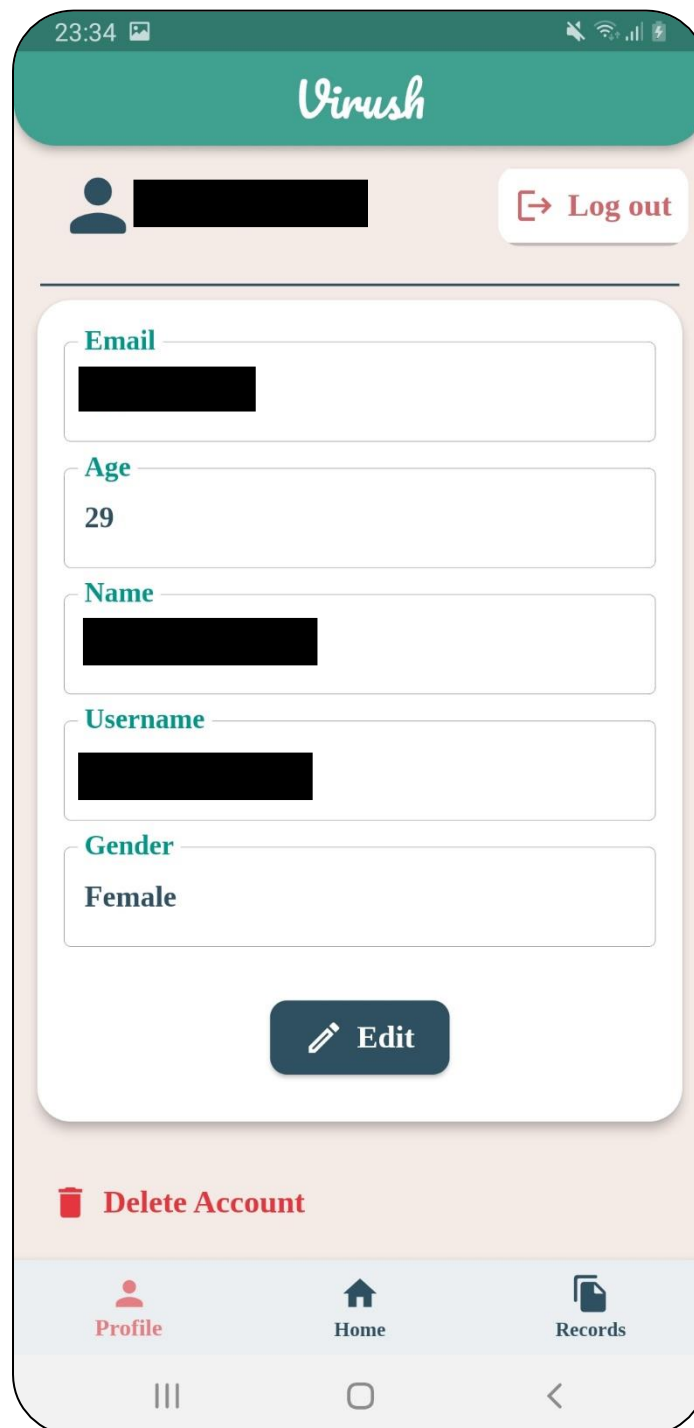 23:34
Virush
Log out
Email
Age
29
Name
Username
Gender
Female
Edit
Delete Account
Profile Home Records